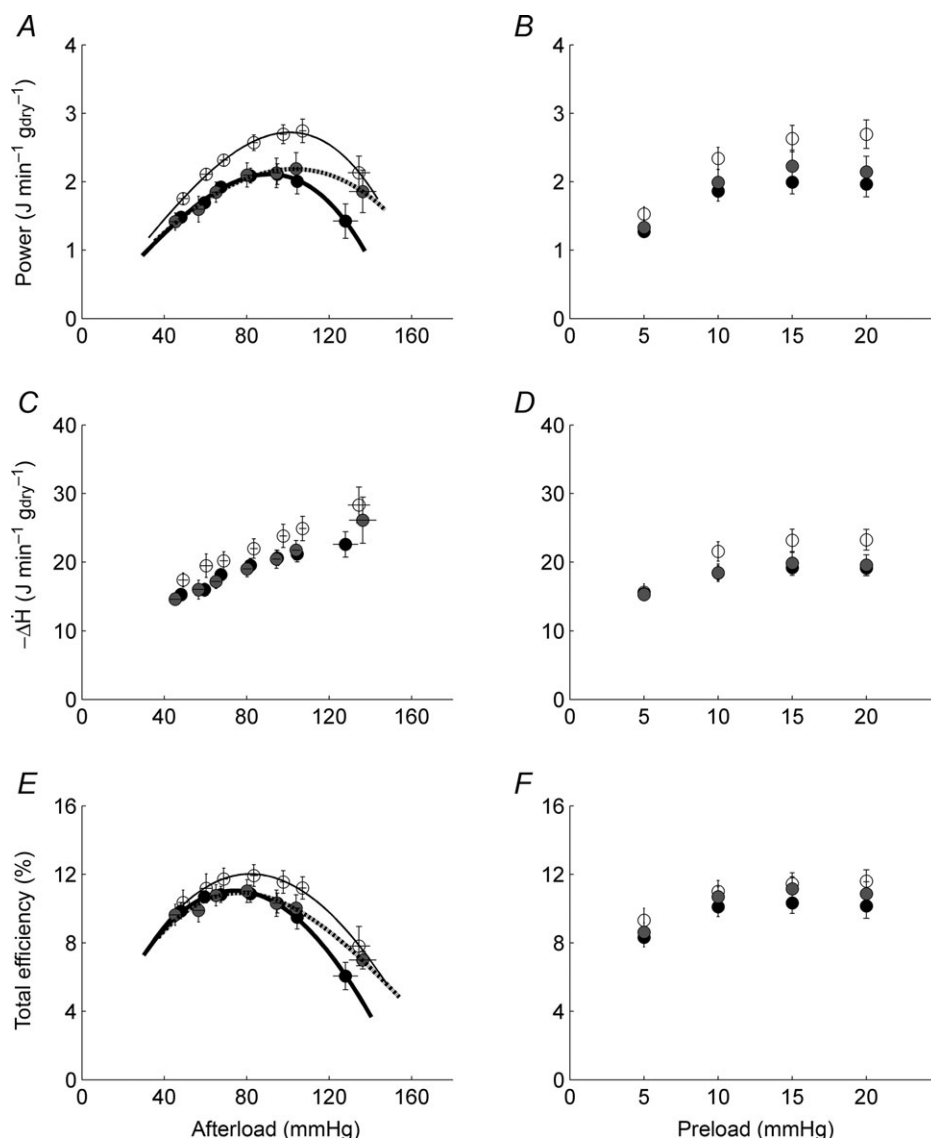 A
B
4
3
2
1
0
Power (J min⁻¹ gdry⁻¹)
0 40 80 120 160
4
3
2
1
0
0 5 10 15 20
C
D
40
30
20
10
0
−ΔḢ (J min⁻¹ gdry⁻¹)
0 40 80 120 160
40
30
20
10
0
0 5 10 15 20
E
F
16
12
8
4
0
Total efficiency (%)
0 40 80 120 160
Afterload (mmHg)
16
12
8
4
0
0 5 10 15 20
Preload (mmHg)